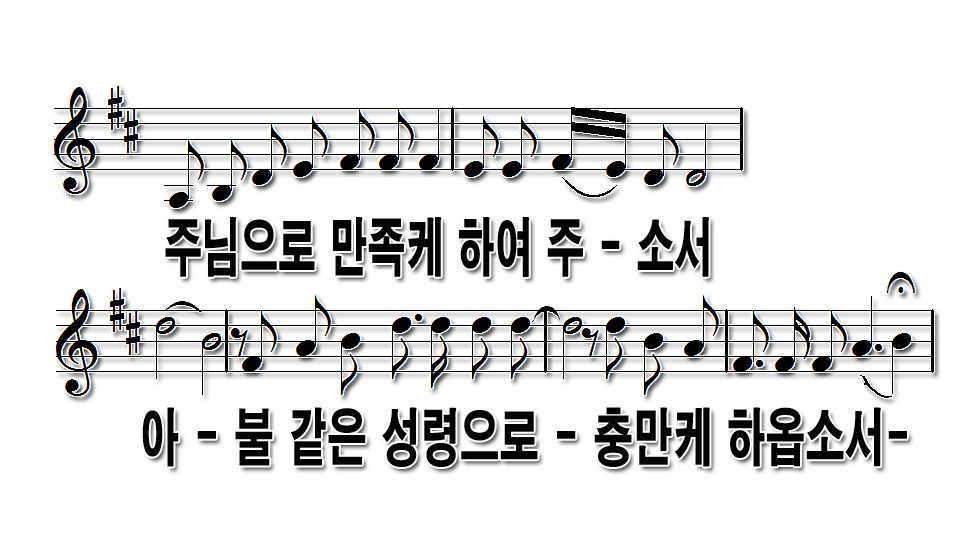 주님으로 만족케 하여 주 - 소서
아 - 불 같은 성령으로 - 충만케 하옵소서-